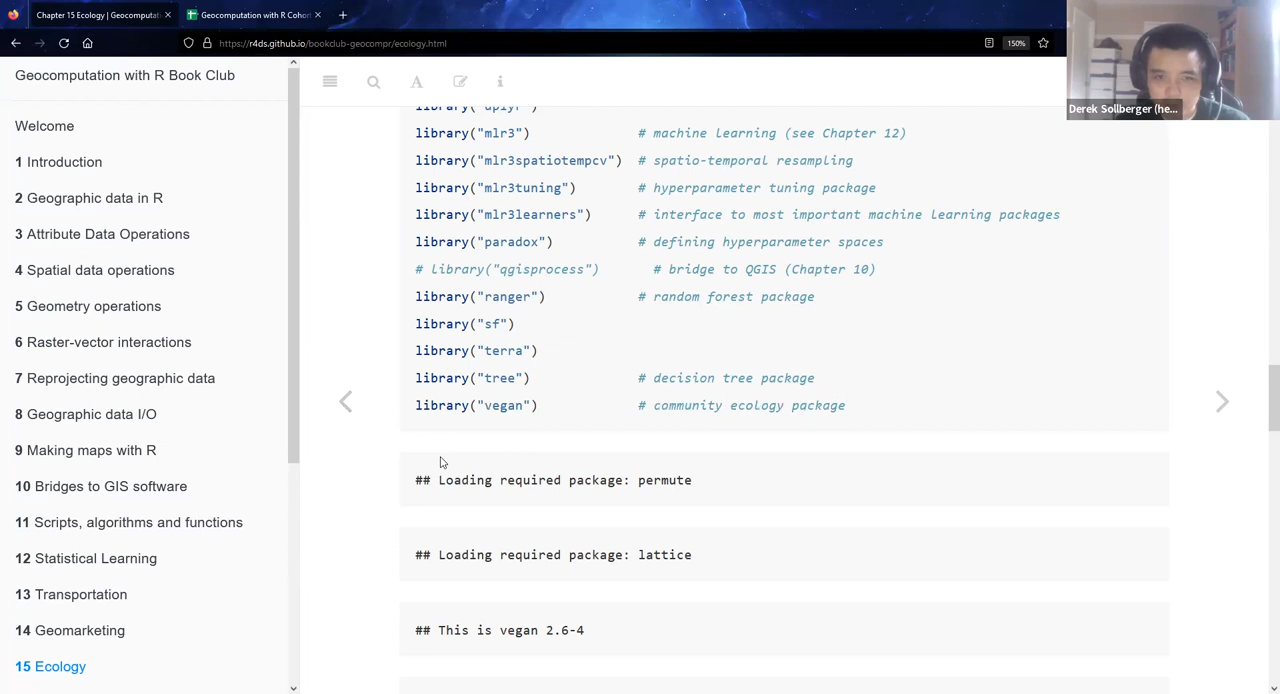 Chapter 15 Ecology | Geocomputat
Geocomputation with R Cohor
https://r4ds.github.io/bookclub-geocompr/ecology.html
150%
Derek Sollberger (he...
Geocomputation with R Book Club
Welcome
1 Introduction
2 Geographic data in R
3 Attribute Data Operations
4 Spatial data operations
5 Geometry operations
6 Raster-vector interactions
7 Reprojecting geographic data
8 Geographic data I/O
9 Making maps with R
10 Bridges to GIS software
11 Scripts, algorithms and functions
12 Statistical Learning
13 Transportation
14 Geomarketing
15 Ecology
library("dplyr")
library("mlr3") # machine learning (see Chapter 12)
library("mlr3spatiotempcv") # spatio-temporal resampling
library("mlr3tuning") # hyperparameter tuning package
library("mlr3learners") # interface to most important machine learning packages
library("paradox") # defining hyperparameter spaces
# library("qgisprocess") # bridge to QGIS (Chapter 10)
library("ranger") # random forest package
library("sf")
library("terra")
library("tree") # decision tree package
library("vegan") # community ecology package
## Loading required package: permute
## Loading required package: lattice
## This is vegan 2.6-4